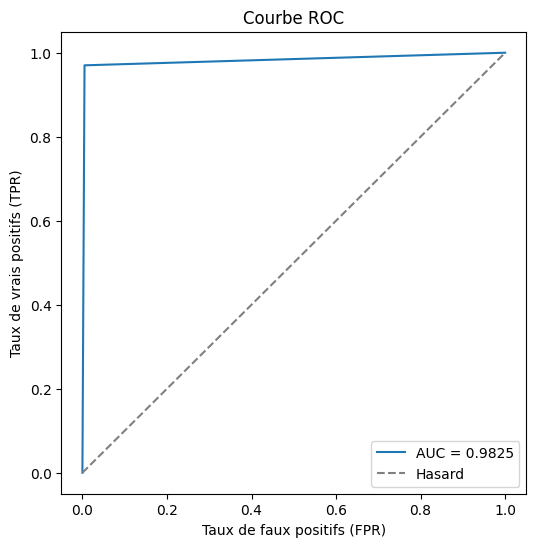 Courbe ROC
1.0
0.8
0.6
0.4
0.2
0.0
Taux de vrais positifs (TPR)
AUC = 0.9825
Hasard
0.0 0.2 0.4 0.6 0.8 1.0
Taux de faux positifs (FPR)